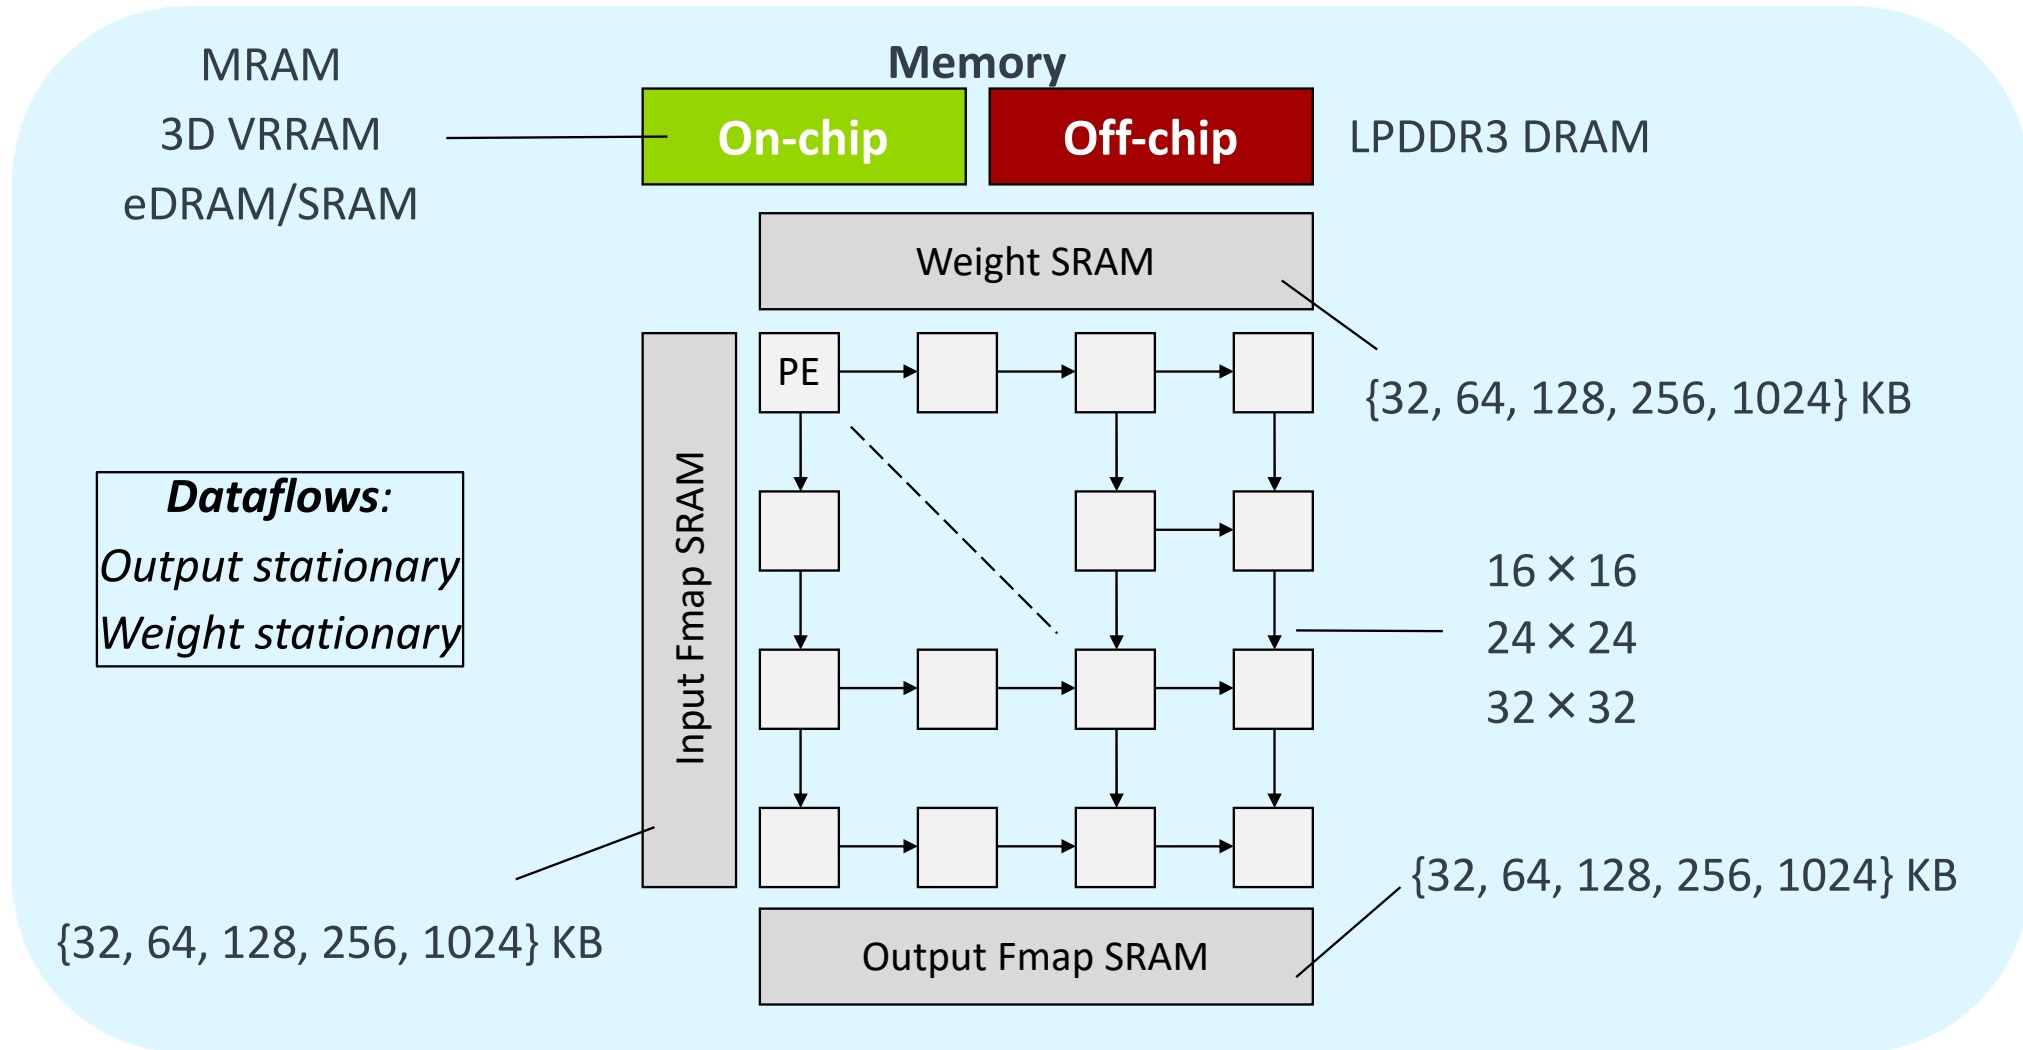 MRAM
3D VRRAM
eDRAM/SRAM
Memory
On-chip
Off-chip
LPDDR3 DRAM
Weight SRAM
{32, 64, 128, 256, 1024} KB
PE
Input Fmap SRAM
Dataflows:
Output stationary
Weight stationary
16 × 16
24 × 24
32 × 32
{32, 64, 128, 256, 1024} KB
{32, 64, 128, 256, 1024} KB
Output Fmap SRAM